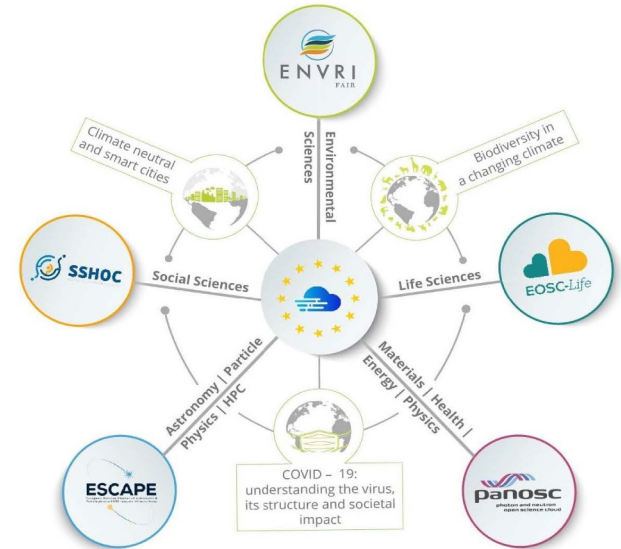 ENVRI
FAIR
Climate neutral
and smart cities
Environmental
Sciences
Biodiversity in
a changing climate
SSHOC
Social Sciences
Life Sciences
EOSC-Life
Astronomy | Particle
Physics | HPC
Materials | Health |
Energy | Physics
ESCAPE
COVID – 19:
understanding the virus,
its structure and societal
impact
panosc
photon and neutron
open science cloud